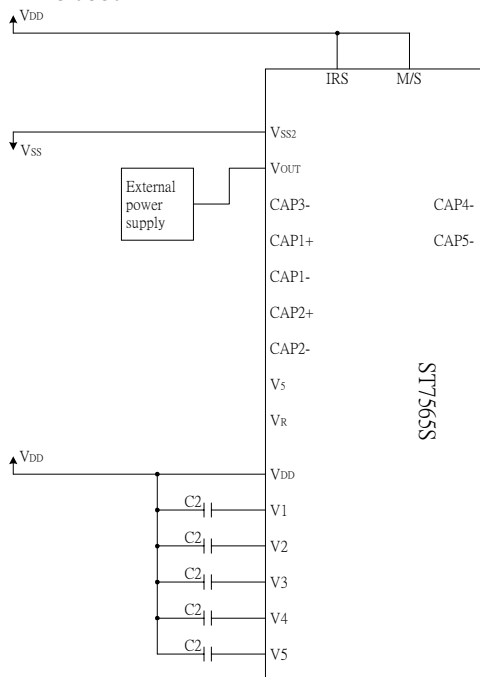 VDD
IRS M/S
VSS2
VSS
VOUT
External
power
supply
CAP3- CAP4-
CAP1+ CAP5-
CAP1-
CAP2+
CAP2-
V5
ST7565S
VR
VDD
VDD
C2 V1
C2 V2
C2 V3
C2 V4
C2 V5